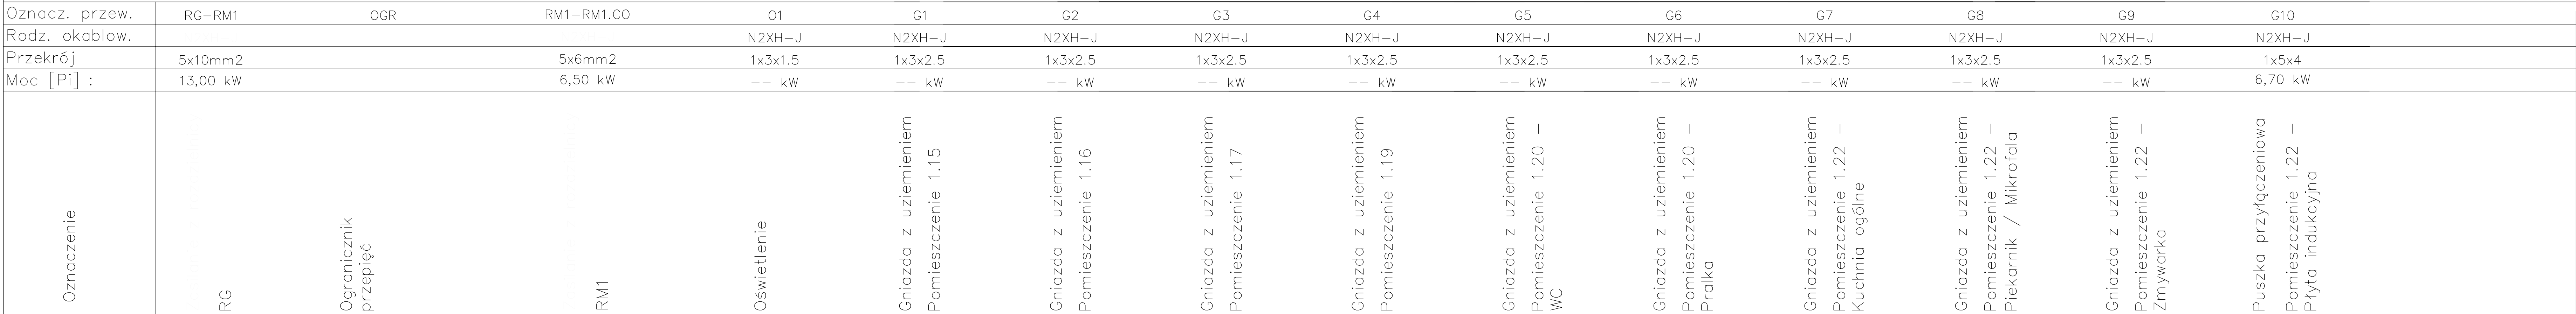 Oznacz. przew. RG-RM1 OGR RM1-RM1.CO O1 G1 G2 G3 G4 G5 G6 G7 G8 G9 G10
Rodz. okablow. N2XH-J N2XH-J N2XH-J N2XH-J N2XH-J N2XH-J N2XH-J N2XH-J N2XH-J N2XH-J N2XH-J
Przekrój 5x10mm2 5x6mm2 1x3x1.5 1x3x2.5 1x3x2.5 1x3x2.5 1x3x2.5 1x3x2.5 1x3x2.5 1x3x2.5 1x3x2.5 1x3x2.5 1x5x4
Moc [Pi] : 13,00 kW 6,50 kW -- kW -- kW -- kW -- kW -- kW -- kW -- kW -- kW -- kW -- kW 6,70 kW
Oznaczenie
RG
Ogranicznik
przepięć
RM1
Oświetlenie
Gniazda z uziemieniem
Pomieszczenie 1.15
Gniazda z uziemieniem
Pomieszczenie 1.16
Gniazda z uziemieniem
Pomieszczenie 1.17
Gniazda z uziemieniem
Pomieszczenie 1.19
Gniazda z uziemieniem
Pomieszczenie 1.20 -
WC
Gniazda z uziemieniem
Pomieszczenie 1.20 -
Pralka
Gniazda z uziemieniem
Pomieszczenie 1.22 -
Kuchnia ogólne
Gniazda z uziemieniem
Pomieszczenie 1.22 -
Piekarnik / Mikrofala
Gniazda z uziemieniem
Pomieszczenie 1.22 -
Zmywarka
Puszka przyłączeniowa
Pomieszczenie 1.22 -
Płyta indukcyjna